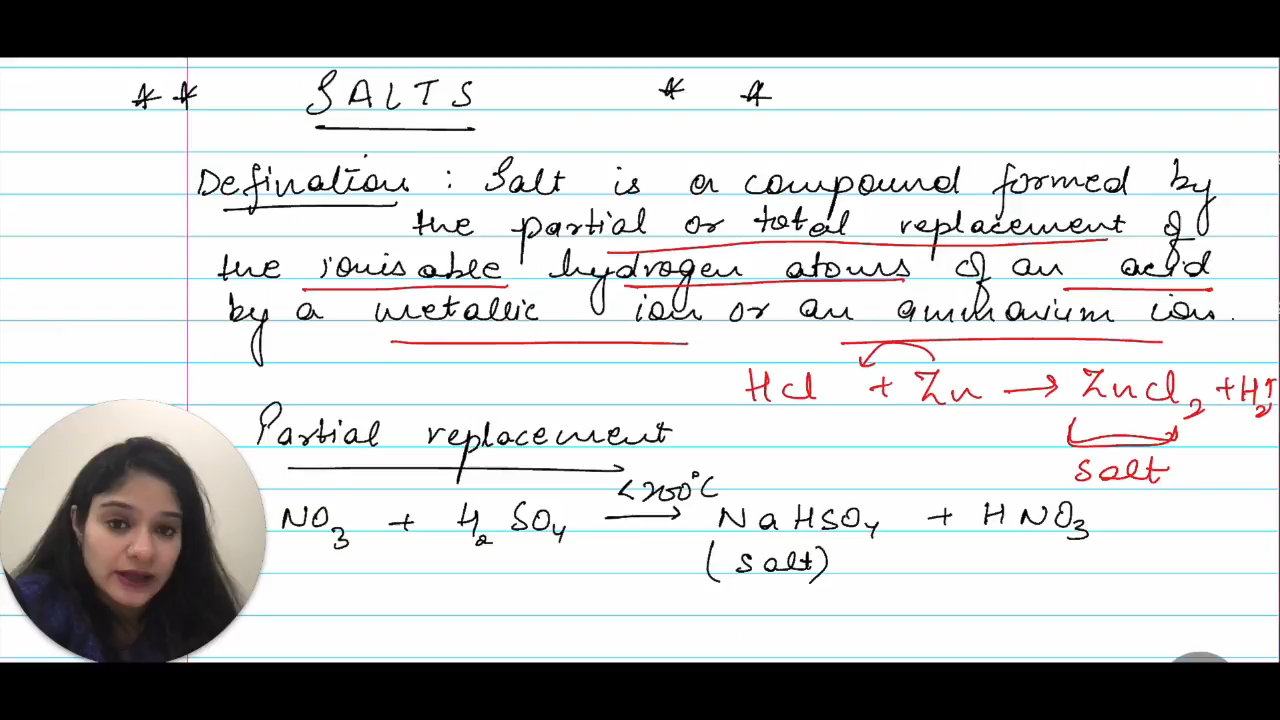 ** SALTS * *
Defination : Salt is a compound formed by
the partial or total replacement of
the ionisable hydrogen atoms of an acid
by a metallic ion or an ammonium ion.
HCl + Zn → ZnCl2 + H2↑
salt
Partial replacement
<200°C
NO3 + H2SO4 → NaHSO4 + HNO3
(salt)